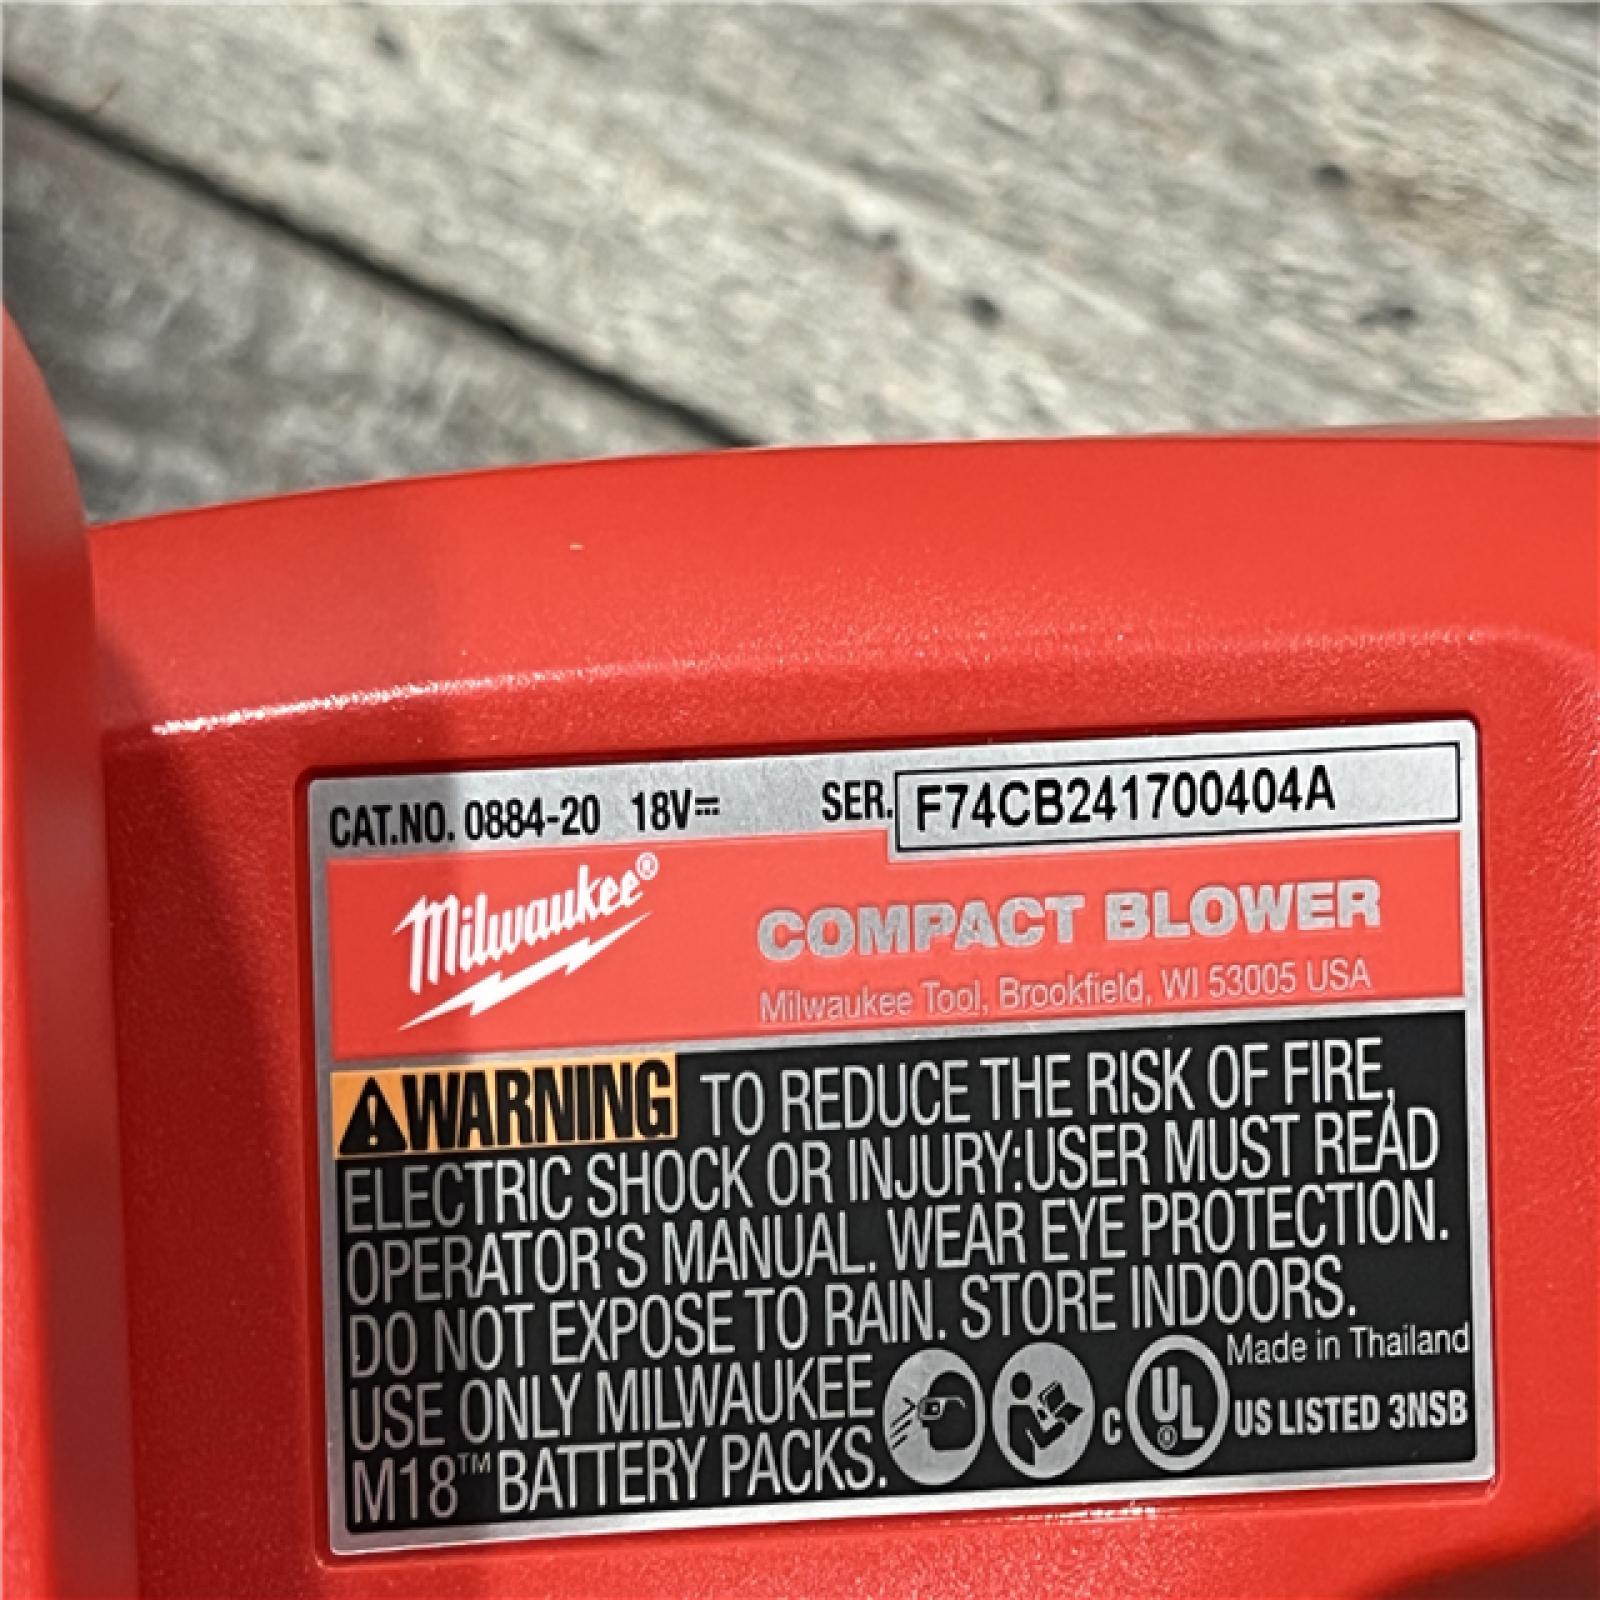 CAT.NO. 0884-20 18V⎓ SER. F74CB241700404A
Milwaukee®
COMPACT BLOWER
Milwaukee Tool, Brookfield, WI 53005 USA
⚠WARNING TO REDUCE THE RISK OF FIRE,
ELECTRIC SHOCK OR INJURY:USER MUST READ
OPERATOR'S MANUAL. WEAR EYE PROTECTION.
DO NOT EXPOSE TO RAIN. STORE INDOORS.
USE ONLY MILWAUKEE
M18™ BATTERY PACKS.
Made in Thailand
C UL® US LISTED 3NSB